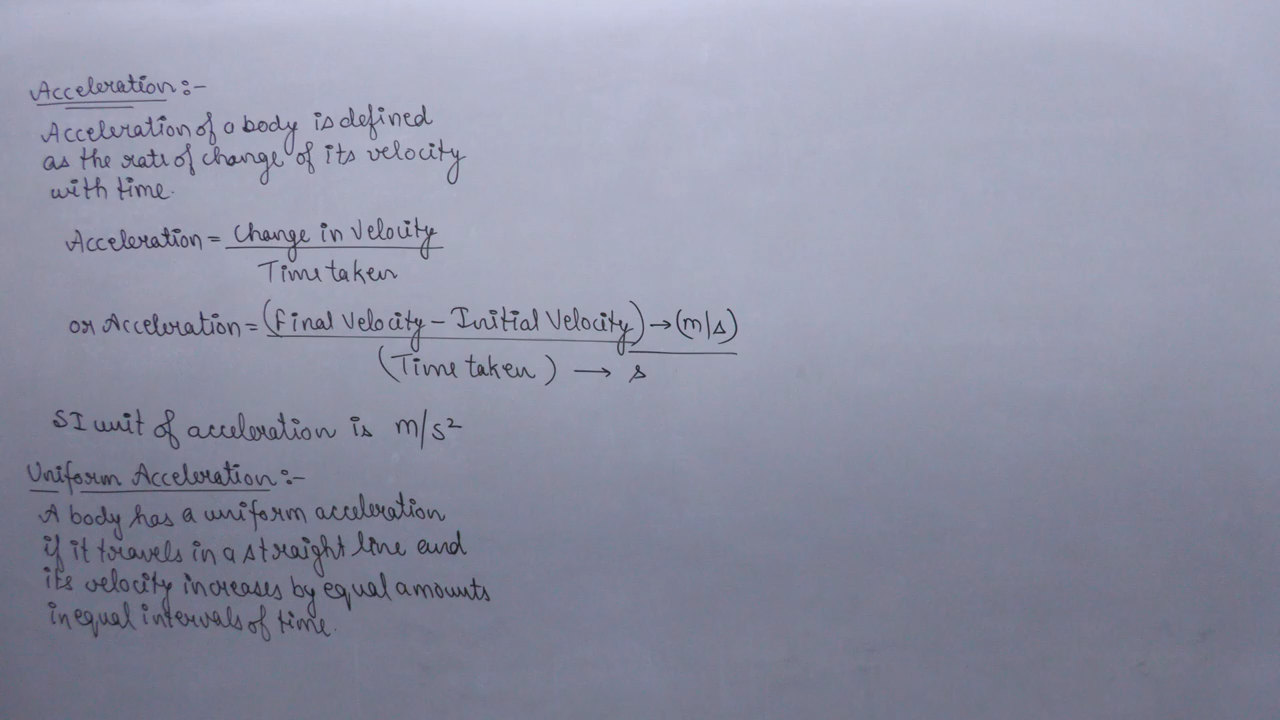 Acceleration :-
Acceleration of a body is defined
as the rate of change of its velocity
with time.
Acceleration = Change in Velocity
Time taken
or Acceleration = (Final Velocity - Initial Velocity) → (m/s)
(Time taken) → s
SI unit of acceleration is m/s²
Uniform Acceleration :-
A body has a uniform acceleration
if it travels in a straight line and
its velocity increases by equal amounts
in equal intervals of time.